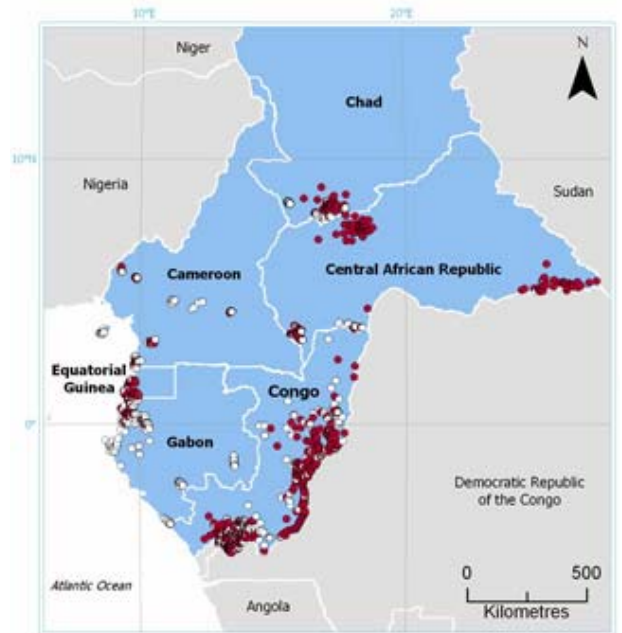 10°E
20°E
Niger
N
Chad
10°N
Nigeria
Sudan
Cameroon
Central African Republic
Equatorial
Guinea
Congo
0°
Gabon
Democratic Republic
of the Congo
Atlantic Ocean
Angola
0
500
Kilometres